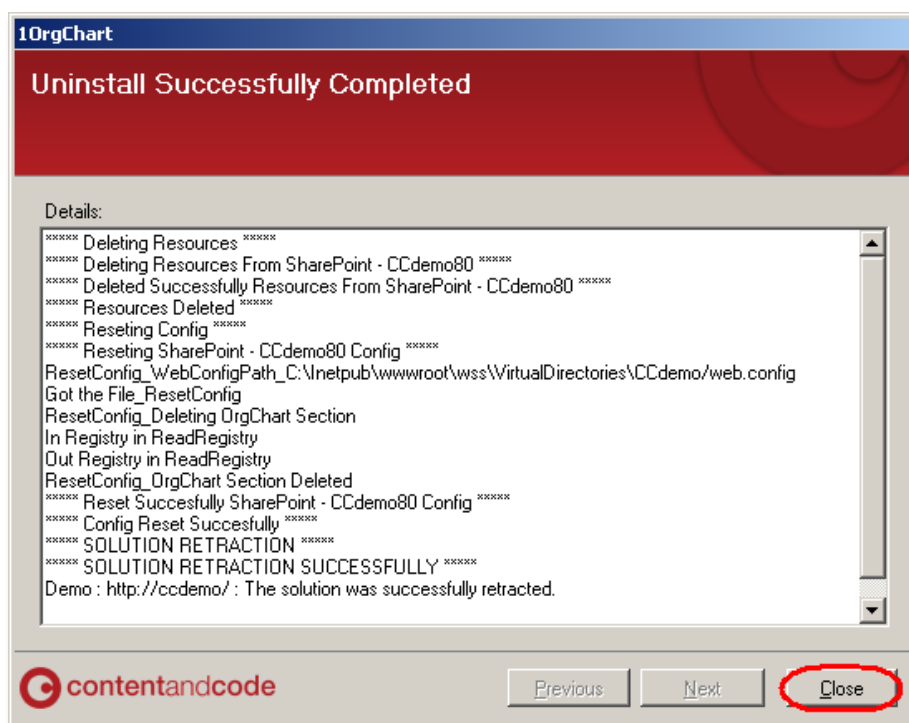 1OrgChart
Uninstall Successfully Completed
Details:
***** Deleting Resources *****
***** Deleting Resources From SharePoint - CCdemo80 *****
***** Deleted Successfully Resources From SharePoint - CCdemo80 *****
***** Resources Deleted *****
***** Reseting Config *****
***** Reseting SharePoint - CCdemo80 Config *****
ResetConfig_WebConfigPath_C:\Inetpub\wwwroot\wss\VirtualDirectories\CCdemo/web.config
Got the File_ResetConfig
ResetConfig_Deleting OrgChart Section
In Registry in ReadRegistry
Out Registry in ReadRegistry
ResetConfig_OrgChart Section Deleted
***** Reset Succesfully SharePoint - CCdemo80 Config *****
***** Config Reset Succesfully *****
***** SOLUTION RETRACTION *****
***** SOLUTION RETRACTION SUCCESSFULLY *****
Demo : http://ccdemo/ : The solution was successfully retracted.
contentandcode
Previous
Next
Close